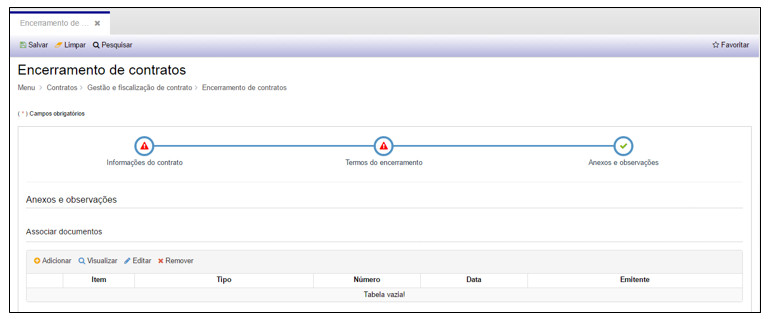 Encerramento de ... ×
Salvar Limpar Pesquisar Favoritar
Encerramento de contratos
Menu > Contratos > Gestão e fiscalização de contrato > Encerramento de contratos
( * ) Campos obrigatórios
Informações do contrato Termos do encerramento Anexos e observações
Anexos e observações
Associar documentos
Adicionar Visualizar Editar Remover
Item Tipo Número Data Emitente
Tabela vazia!